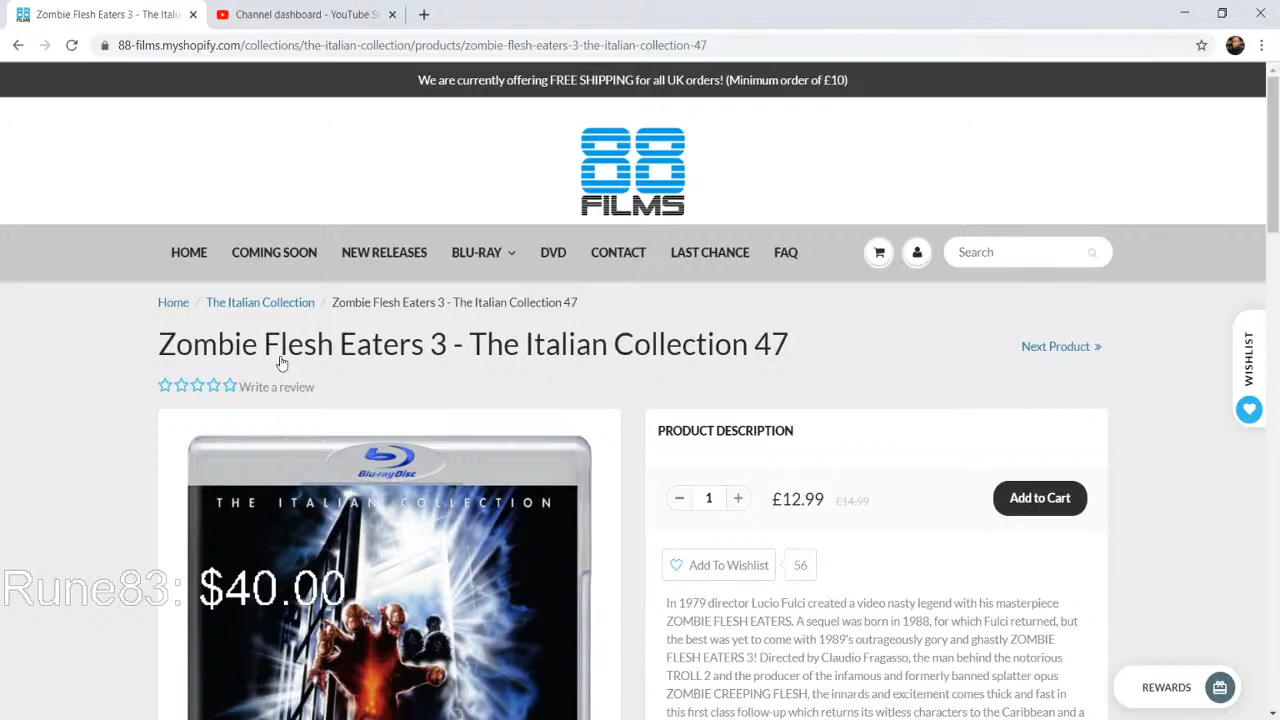 Zombie Flesh Eaters 3 - The Itali
Channel dashboard - YouTube S
88-films.myshopify.com/collections/the-italian-collection/products/zombie-flesh-eaters-3-the-italian-collection-47
We are currently offering FREE SHIPPING for all UK orders! (Minimum order of £10)
88
FILMS
HOME COMING SOON NEW RELEASES BLU-RAY DVD CONTACT LAST CHANCE FAQ Search
Home / The Italian Collection / Zombie Flesh Eaters 3 - The Italian Collection 47
Zombie Flesh Eaters 3 - The Italian Collection 47
Next Product »
Write a review
WISHLIST
PRODUCT DESCRIPTION
Blu-ray Disc
THE ITALIAN COLLECTION
− 1 + £12.99 £14.99 Add to Cart
Add To Wishlist 56
Rune83: $40.00
In 1979 director Lucio Fulci created a video nasty legend with his masterpiece
ZOMBIE FLESH EATERS. A sequel was born in 1988, for which Fulci returned, but
the best was yet to come with 1989's outrageously gory and ghastly ZOMBIE
FLESH EATERS 3! Directed by Claudio Fragasso, the man behind the notorious
TROLL 2 and the producer of the infamous and formerly banned splatter opus
ZOMBIE CREEPING FLESH, the innards and excitement comes thick and fast in
this first class follow-up which returns its witless characters to the Caribbean and a
REWARDS